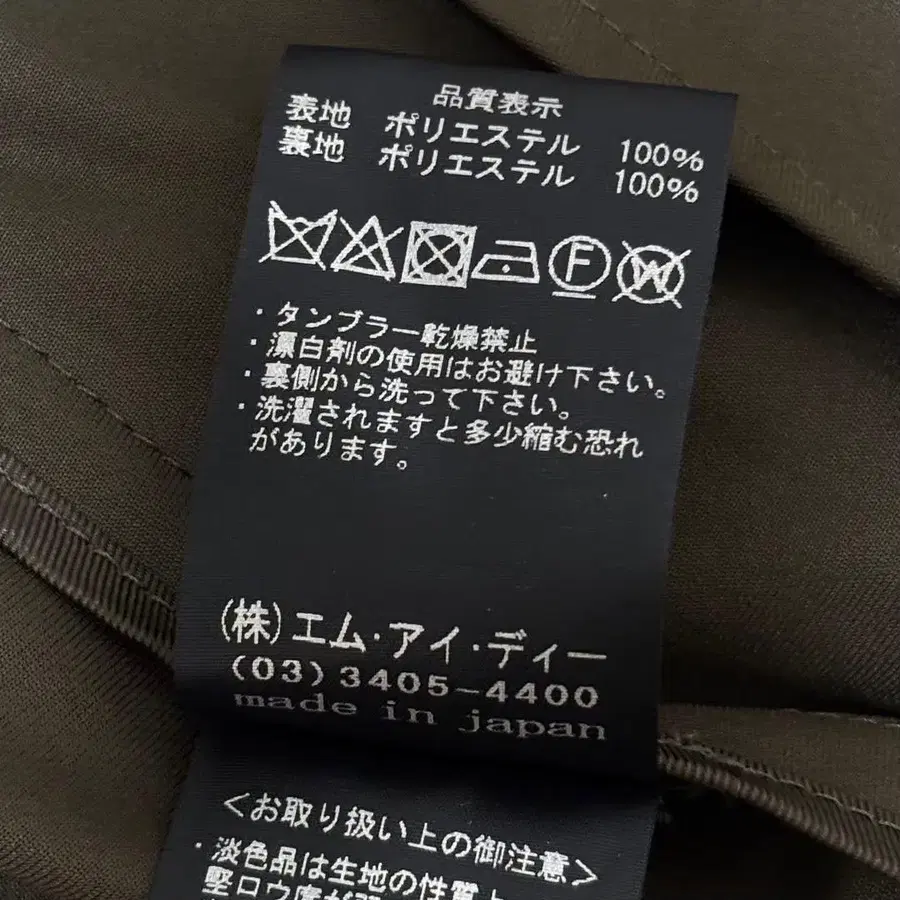 品質表示
表地 ポリエステル 100%
裏地 ポリエステル 100%
F W
・タンブラー乾燥禁止
・漂白剤の使用はお避け下さい。
・裏側から洗って下さい。
・洗濯されますと多少縮む恐れ
があります。
(株)エム・アイ・ディー
(03)3405-4400
made in japan
<お取り扱い上の御注意>
・淡色品は生地の性質上
堅ロウ度が